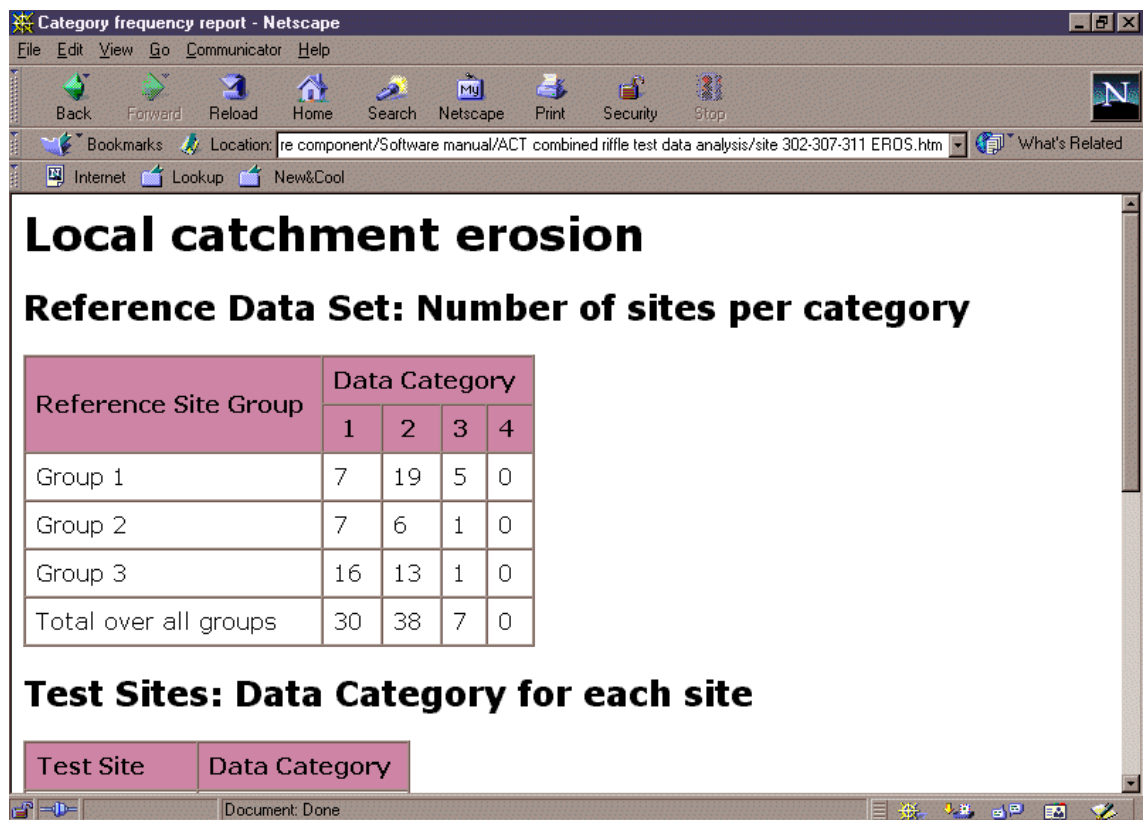 Category frequency report - Netscape
File Edit View Go Communicator Help
Back Forward Reload Home Search My Netscape Print Security Stop N
Bookmarks Location: re component/Software manual/ACT combined riffle test data analysis/site 302-307-311 EROS.htm What's Related
Internet Lookup New&Cool
Local catchment erosion
Reference Data Set: Number of sites per category
Reference Site Group Data Category
1 2 3 4
Group 1 7 19 5 0
Group 2 7 6 1 0
Group 3 16 13 1 0
Total over all groups 30 38 7 0
Test Sites: Data Category for each site
Test Site Data Category
Document: Done